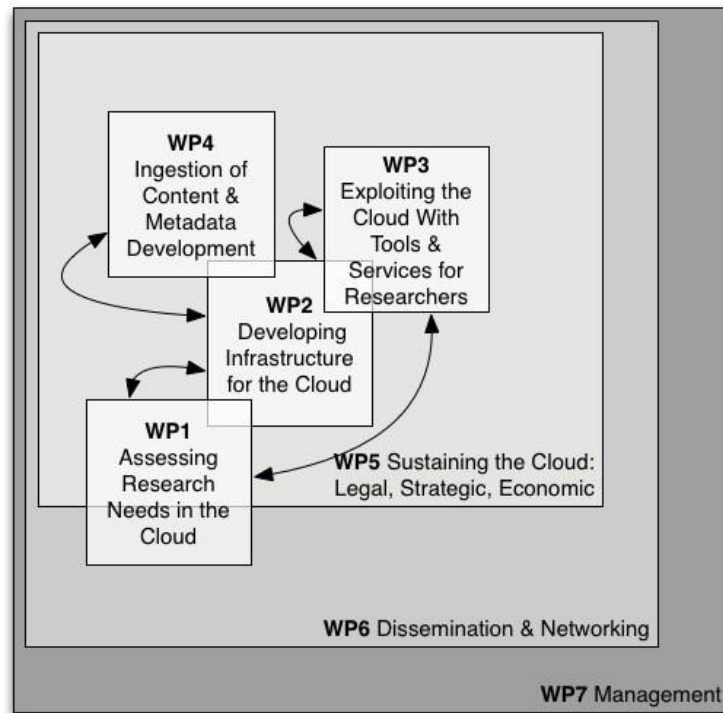 WP4
Ingestion of
Content &
Metadata
Development
WP3
Exploiting the
Cloud With
Tools &
Services for
Researchers
WP2
Developing
Infrastructure
for the Cloud
WP1
Assessing
Research
Needs in the
Cloud
WP5 Sustaining the Cloud:
Legal, Strategic, Economic
WP6 Dissemination & Networking
WP7 Management